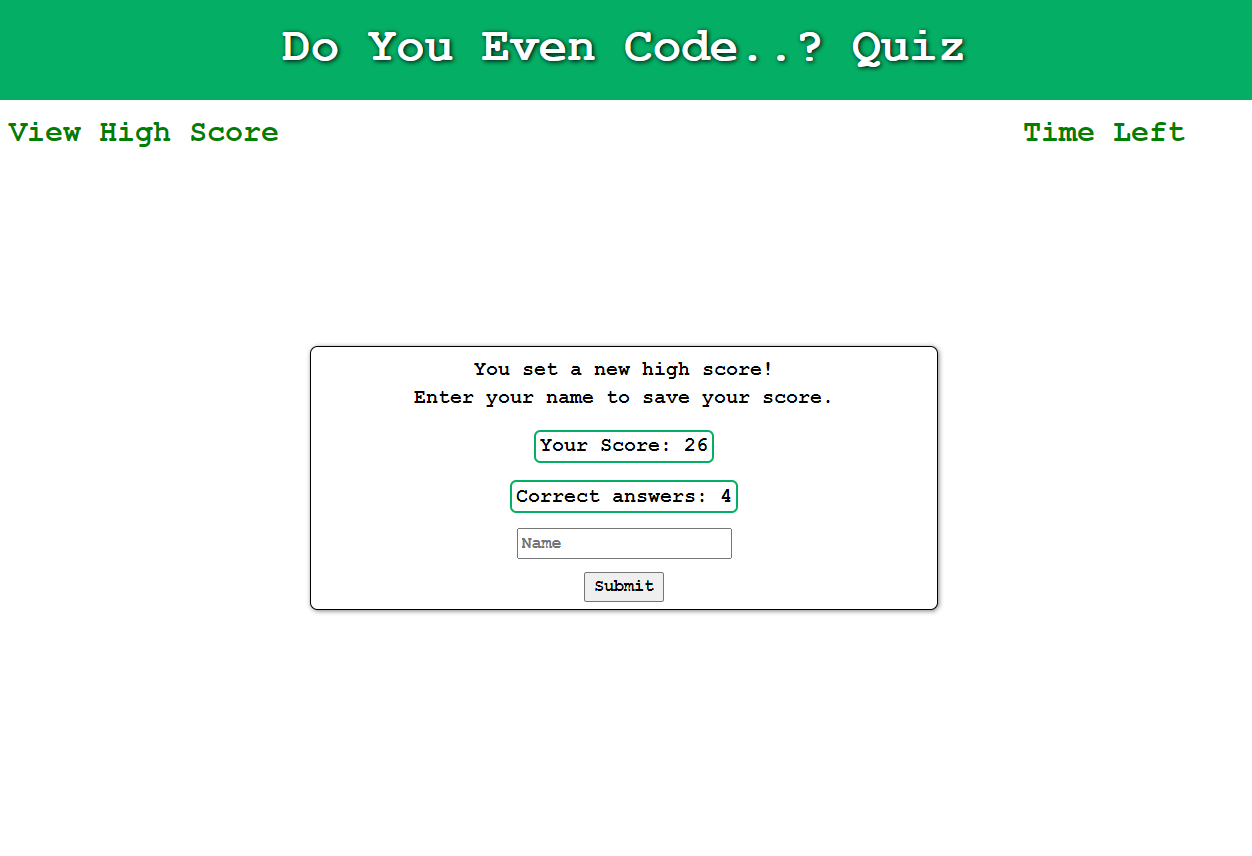 Do You Even Code..? Quiz
View High Score
Time Left
You set a new high score!
Enter your name to save your score.
Your Score: 26
Correct answers: 4
Name
Submit